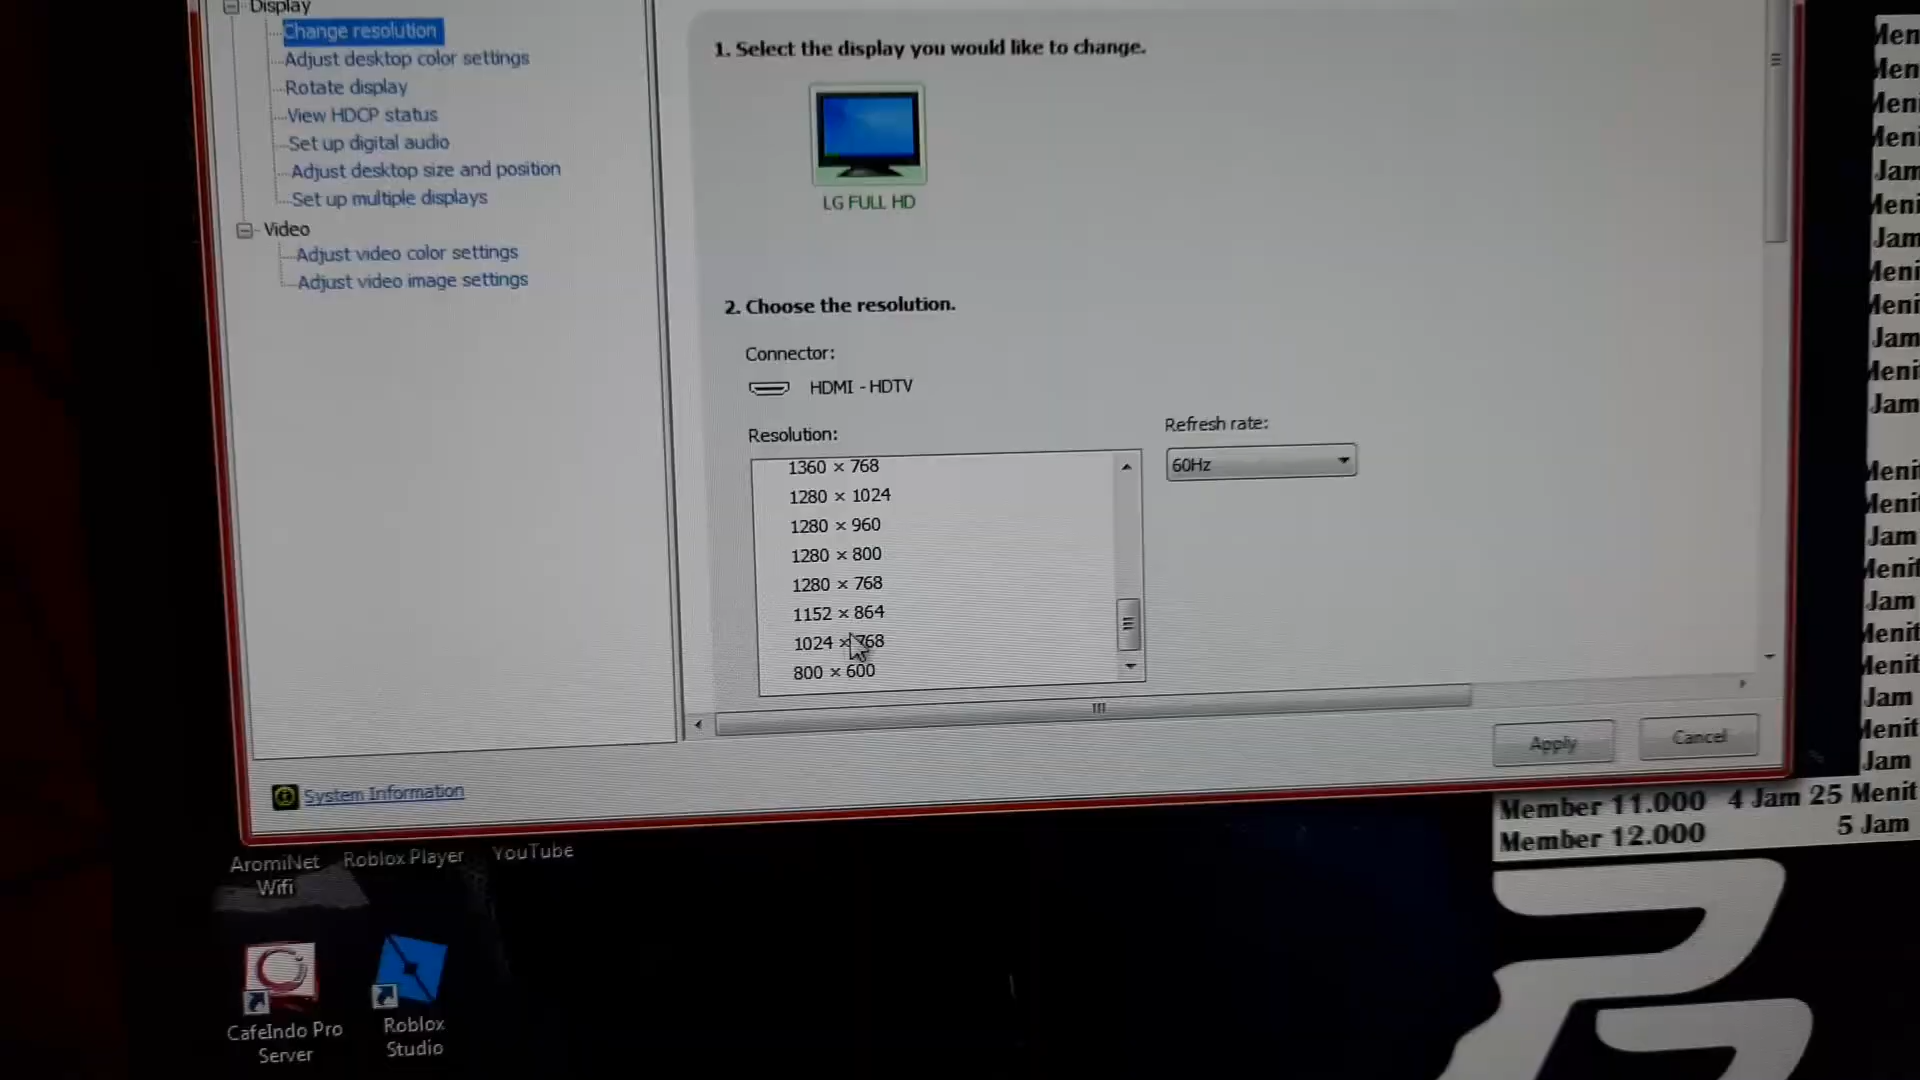 Display
Change resolution
Adjust desktop color settings
Rotate display
View HDCP status
Set up digital audio
Adjust desktop size and position
Set up multiple displays
Video
Adjust video color settings
Adjust video image settings
System Information
1. Select the display you would like to change.
LG FULL HD
2. Choose the resolution.
Connector:
HDMI - HDTV
Resolution:
1360 × 768
1280 × 1024
1280 × 960
1280 × 800
1280 × 768
1152 × 864
1024 × 768
800 × 600
Refresh rate:
60Hz
Apply
Cancel
Jam
Jam
Jam
Jam
Jam
Jam
Jam
Jam
Member 11.000 4 Jam 25 Menit
Member 12.000 5 Jam
AromiNet Wifi
Roblox Player
YouTube
CafeIndo Pro
Server
Roblox
Studio